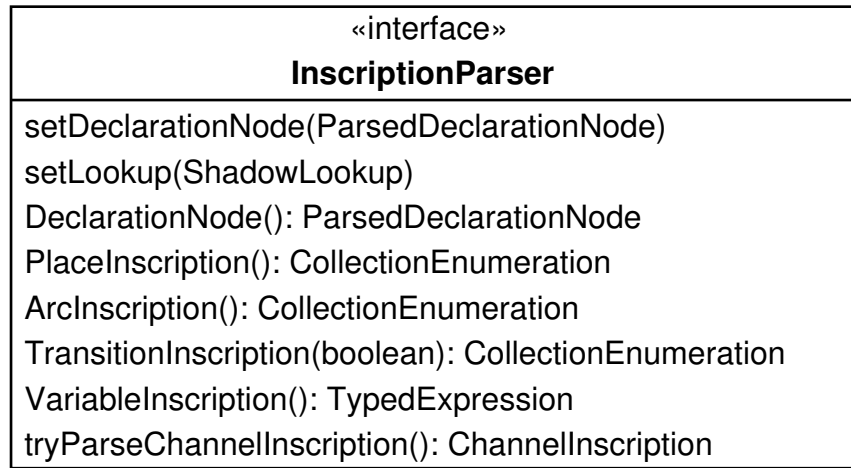 «interface»
InscriptionParser
setDeclarationNode(ParsedDeclarationNode)
setLookup(ShadowLookup)
DeclarationNode(): ParsedDeclarationNode
PlaceInscription(): CollectionEnumeration
ArcInscription(): CollectionEnumeration
TransitionInscription(boolean): CollectionEnumeration
VariableInscription(): TypedExpression
tryParseChannelInscription(): ChannelInscription